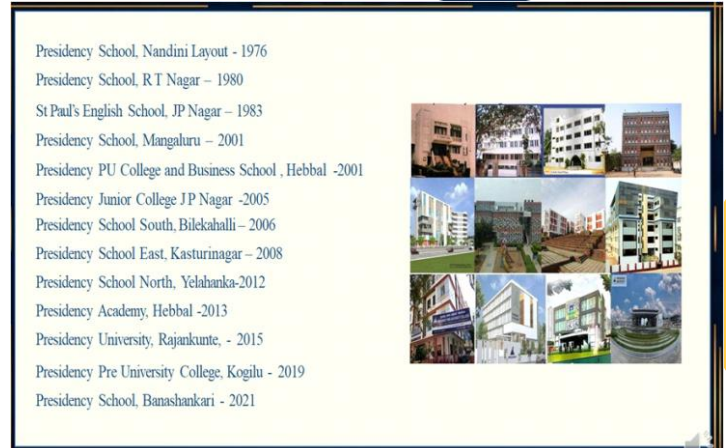 Presidency School, Nandini Layout - 1976
Presidency School, R T Nagar – 1980
St Paul's English School, JP Nagar – 1983
Presidency School, Mangaluru – 2001
Presidency PU College and Business School , Hebbal -2001
Presidency Junior College J P Nagar -2005
Presidency School South, Bilekahalli – 2006
Presidency School East, Kasturinagar – 2008
Presidency School North, Yelahanka-2012
Presidency Academy, Hebbal -2013
Presidency University, Rajankunte, - 2015
Presidency Pre University College, Kogilu - 2019
Presidency School, Banashankari - 2021